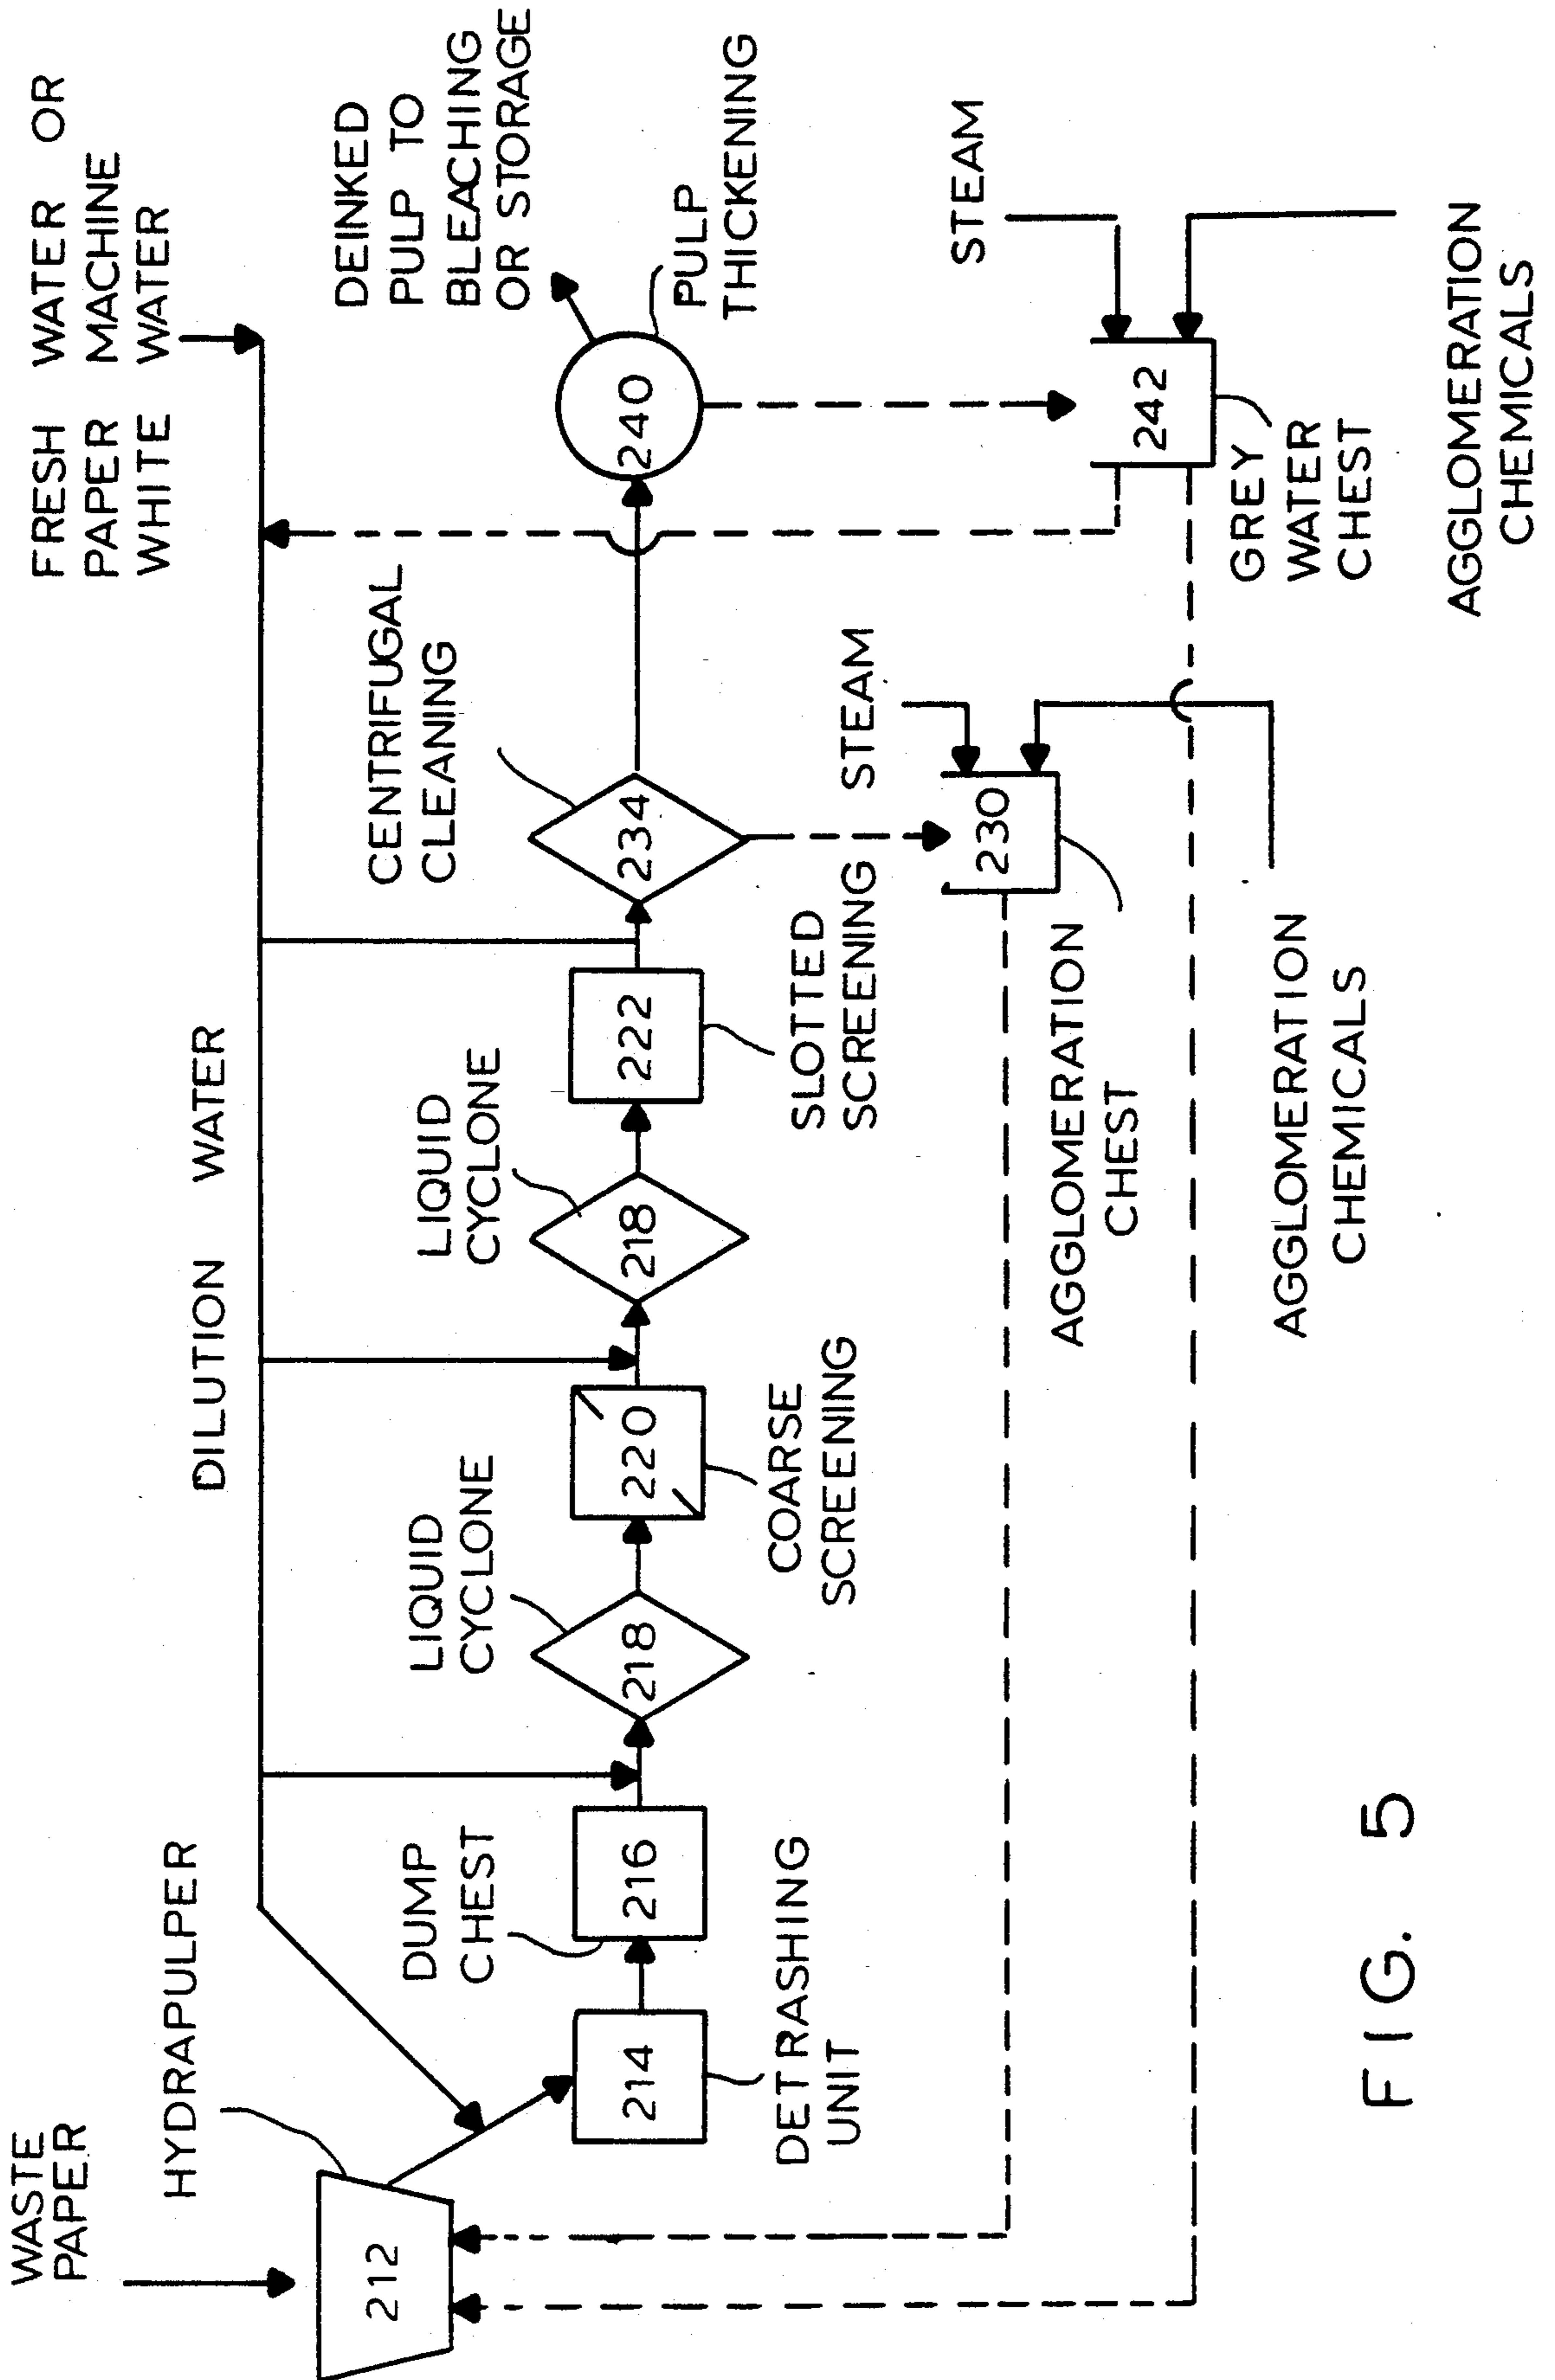 WASTE
PAPER
HYDRAPULPER
212
DILUTION WATER
FRESH WATER OR
PAPER MACHINE
WHITE WATER
214
DETRASHING
UNIT
DUMP
CHEST
216
LIQUID
CYCLONE
218
220
COARSE
SCREENING
LIQUID
CYCLONE
218
222
SLOTTED
SCREENING
CENTRIFUGAL
CLEANING
234
240
DEINKED
PULP TO
BLEACHING
OR STORAGE
PULP
THICKENING
STEAM
230
AGGLOMERATION
CHEST
AGGLOMERATION
CHEMICALS
STEAM
242
GREY
WATER
CHEST
AGGLOMERATION
CHEMICALS
FIG. 5